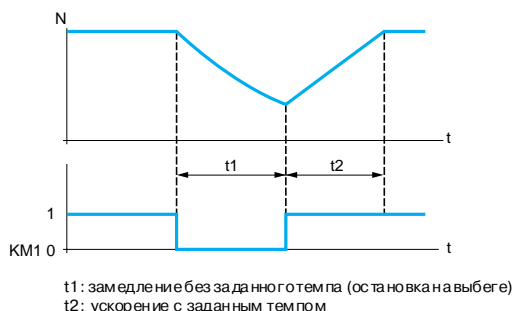 N
t
t1
t2
1
KM1 0
t
t1: замедление без заданного темпа (остановка на выбеге)
t2: ускорение с заданным темпом